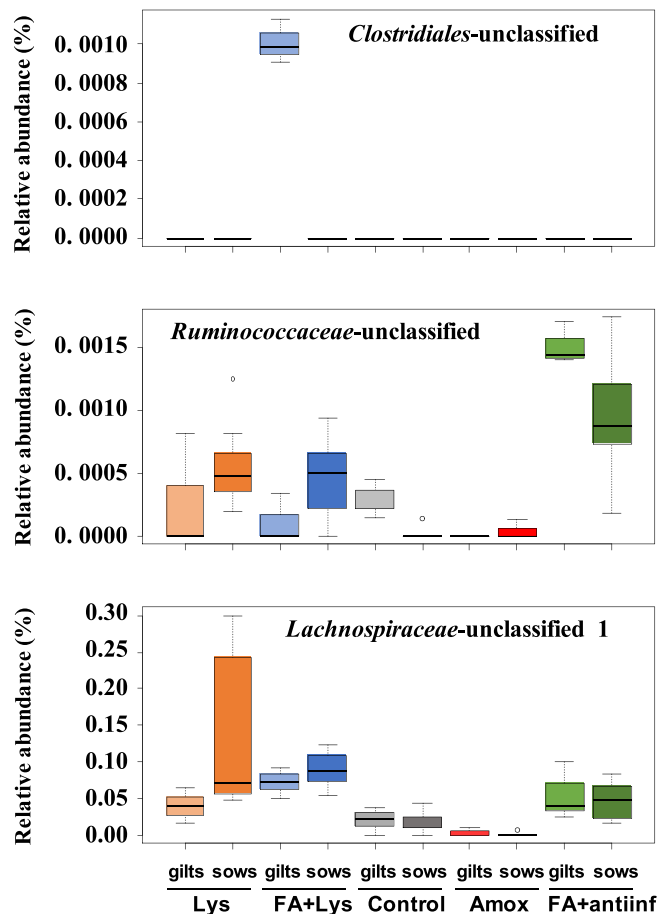 Clostridiales-unclassified
Relative abundance (%)
0. 0010
0. 0008
0. 0006
0. 0004
0. 0002
0. 0000
Ruminococcaceae-unclassified
Relative abundance (%)
0. 0015
0. 0010
0. 0005
0. 0000
Lachnospiraceae-unclassified 1
Relative abundance (%)
0.30
0.25
0.20
0.15
0.10
0.05
0.00
gilts sows gilts sows gilts sows gilts sows gilts sows
Lys FA+Lys Control Amox FA+antiinf